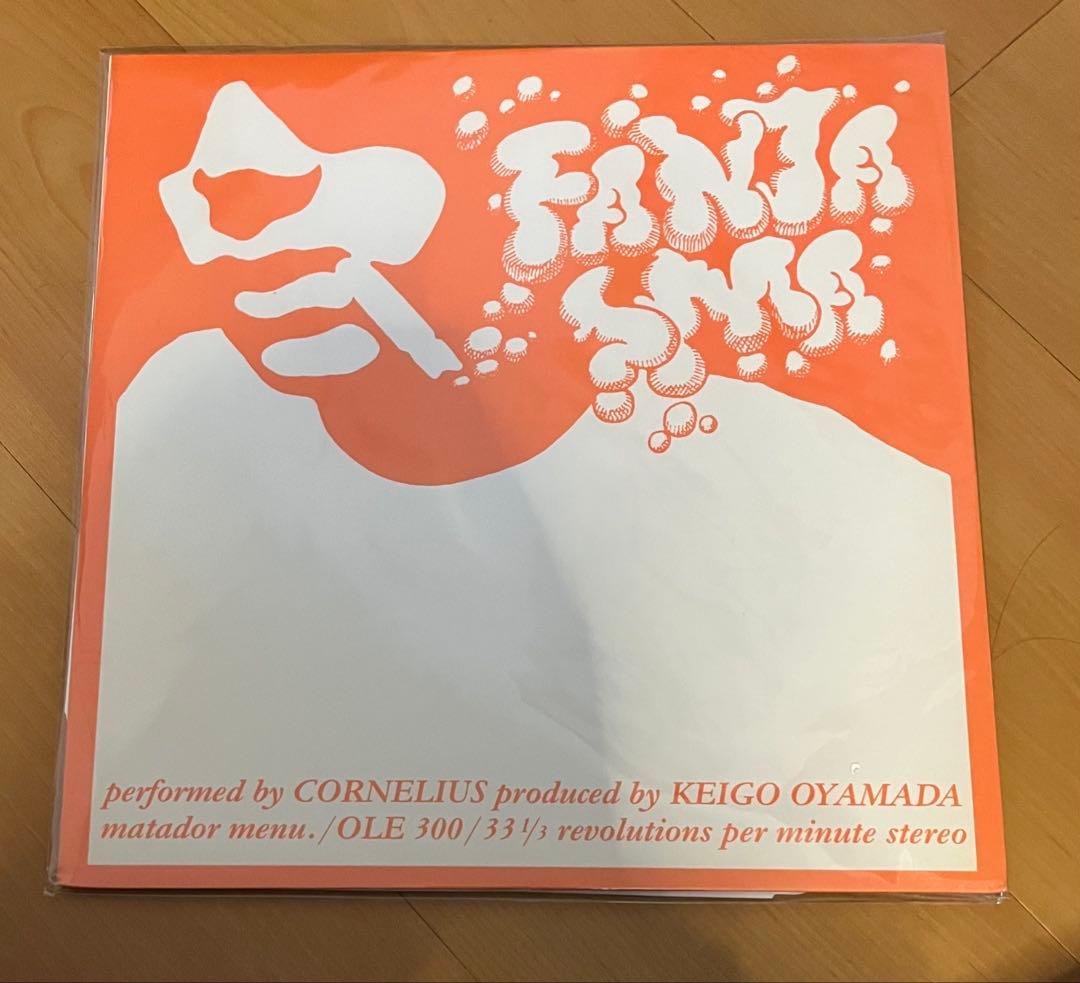 FANTA
SMA
performed by CORNELIUS produced by KEIGO OYAMADA
matador menu./OLE 300/33 1/3 revolutions per minute stereo